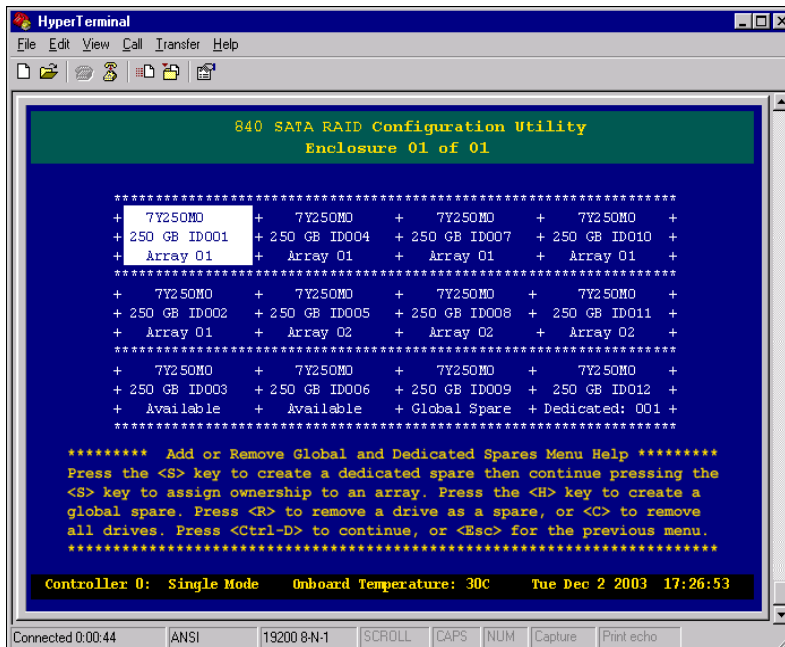 HyperTerminal
File Edit View Call Transfer Help
840 SATA RAID Configuration Utility
Enclosure 01 of 01
*******************************************************************
+ 7Y250M0 + 7Y250M0 + 7Y250M0 + 7Y250M0 +
+ 250 GB ID001 + 250 GB ID004 + 250 GB ID007 + 250 GB ID010 +
+ Array 01 + Array 01 + Array 01 + Array 01 +
*******************************************************************
+ 7Y250M0 + 7Y250M0 + 7Y250M0 + 7Y250M0 +
+ 250 GB ID002 + 250 GB ID005 + 250 GB ID008 + 250 GB ID011 +
+ Array 01 + Array 02 + Array 02 + Array 02 +
*******************************************************************
+ 7Y250M0 + 7Y250M0 + 7Y250M0 + 7Y250M0 +
+ 250 GB ID003 + 250 GB ID006 + 250 GB ID009 + 250 GB ID012 +
+ Available + Available + Global Spare + Dedicated: 001 +
*******************************************************************
********* Add or Remove Global and Dedicated Spares Menu Help *********
Press the <S> key to create a dedicated spare then continue pressing the
<S> key to assign ownership to an array. Press the <H> key to create a
global spare. Press <R> to remove a drive as a spare, or <C> to remove
all drives. Press <Ctrl-D> to continue, or <Esc> for the previous menu.
************************************************************************
Controller 0: Single Mode Onboard Temperature: 30C Tue Dec 2 2003 17:26:53
Connected 0:00:44 ANSI 19200 8-N-1 SCROLL CAPS NUM Capture Print echo